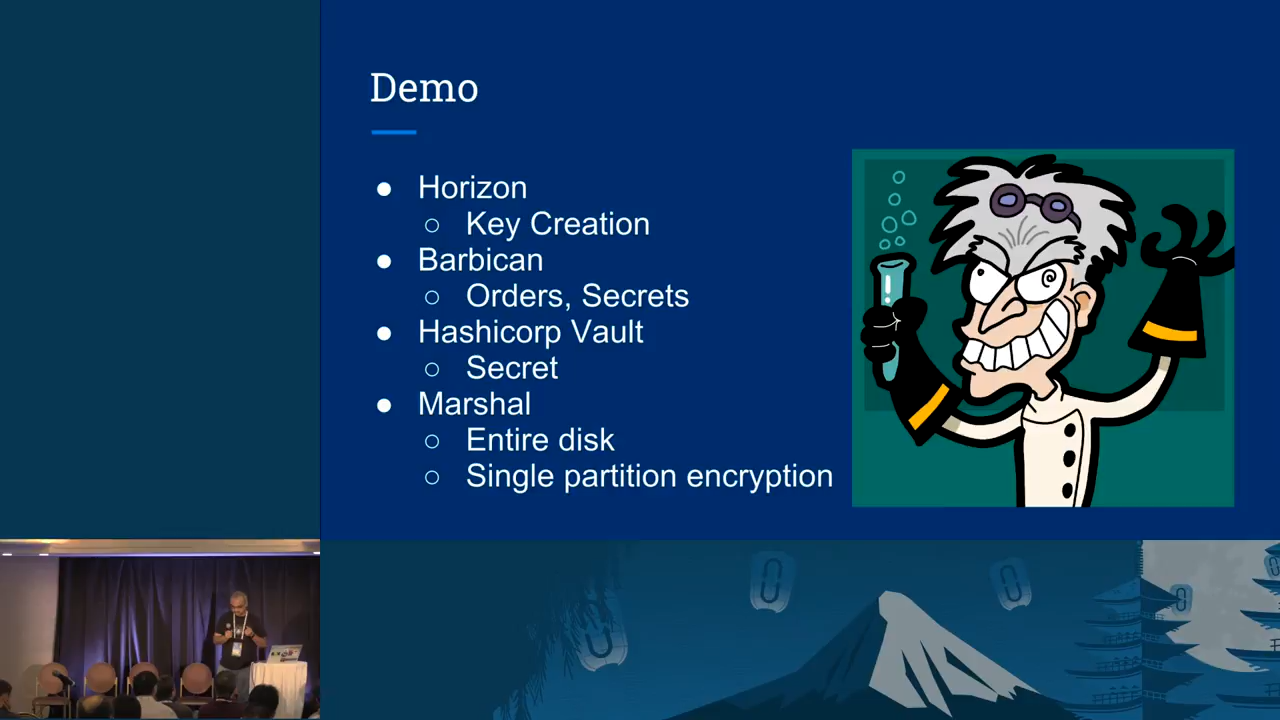 Demo
● Horizon
○ Key Creation
● Barbican
○ Orders, Secrets
● Hashicorp Vault
○ Secret
● Marshal
○ Entire disk
○ Single partition encryption